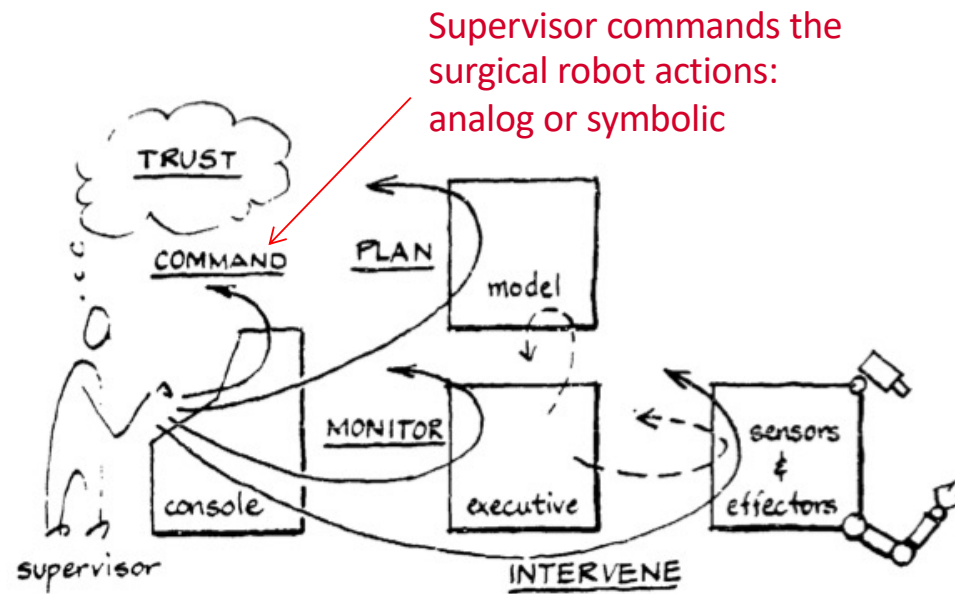 Supervisor commands the
surgical robot actions:
analog or symbolic
TRUST
COMMAND
PLAN
model
MONITOR
console
executive
sensors
&
effectors
supervisor
INTERVENE